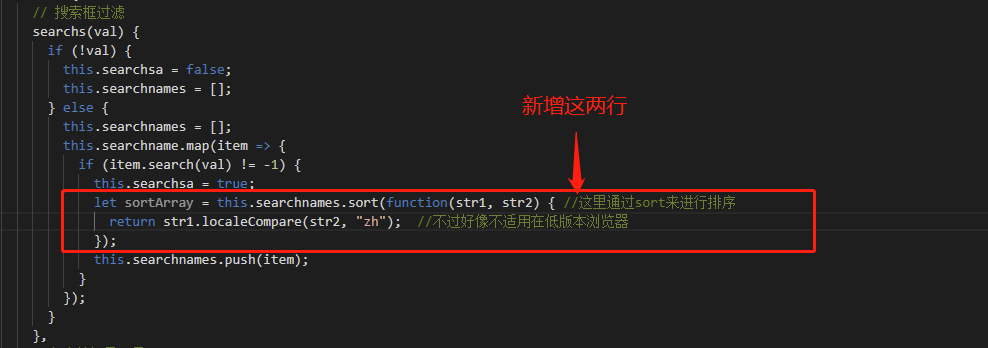 // 搜索框过滤
searchs(val) {
if (!val) {
this.searchsa = false;
this.searchnames = [];
} else {
新增这两行
this.searchnames = [];
this.searchname.map(item => {
if (item.search(val) != -1) {
this.searchsa = true;
let sortArray = this.searchnames.sort(function(str1, str2) { //这里通过sort来进行排序
return str1.localeCompare(str2, "zh"); //不过好像不适用在低版本浏览器
});
this.searchnames.push(item);
}
});
}
},